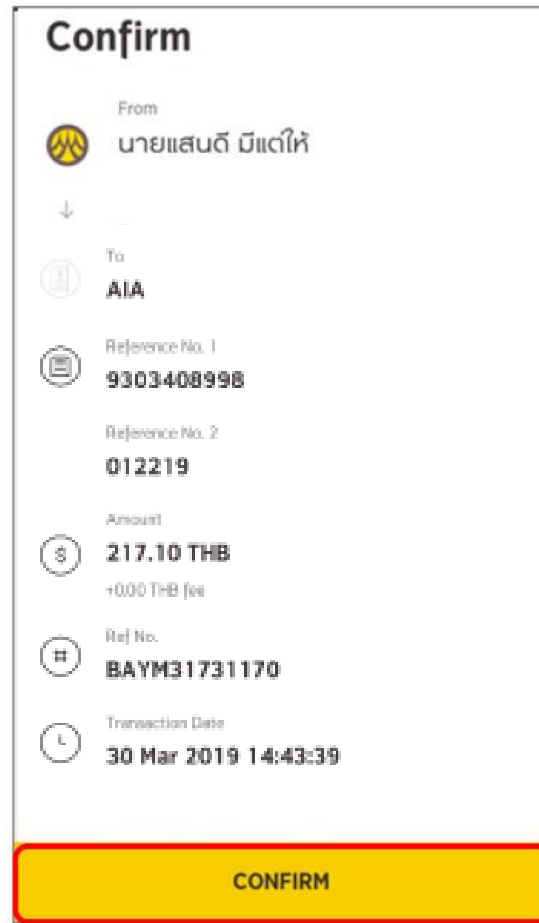 Confirm
From
นายแสนดี มีแต่ให้
To
AIA
Reference No. 1
9303408998
Reference No. 2
012219
Amount
217.10 THB
+0.00 THB fee
Ref No.
BAYM31731170
Transaction Date
30 Mar 2019 14:43:39
CONFIRM